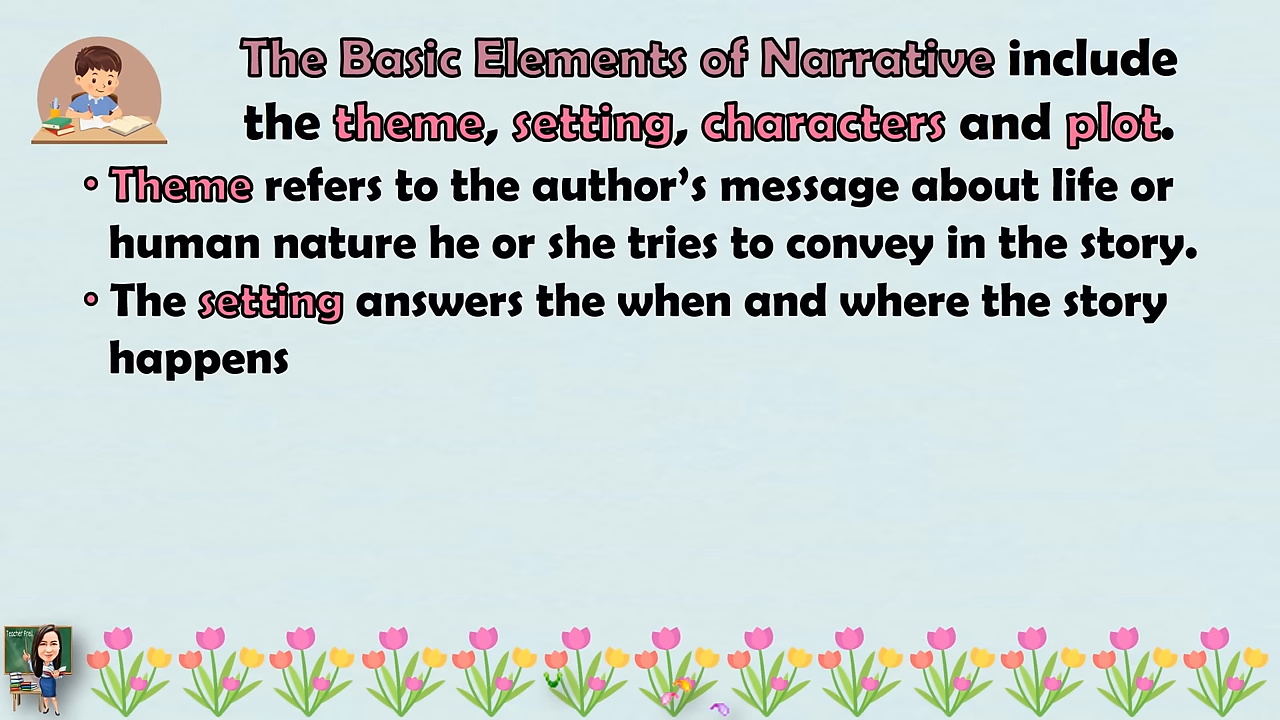 The Basic Elements of Narrative include
the theme, setting, characters and plot.
• Theme refers to the author’s message about life or
human nature he or she tries to convey in the story.
• The setting answers the when and where the story
happens